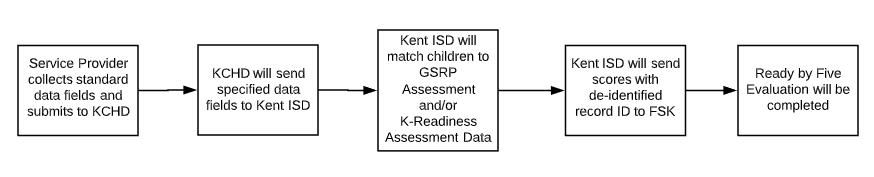 Service Provider
collects standard
data fields and
submits to KCHD
KCHD will send
specified data
fields to Kent ISD
Kent ISD will
match children to
GSRP
Assessment
and/or
K-Readiness
Assessment Data
Kent ISD will send
scores with
de-identified
record ID to FSK
Ready by Five
Evaluation will be
completed